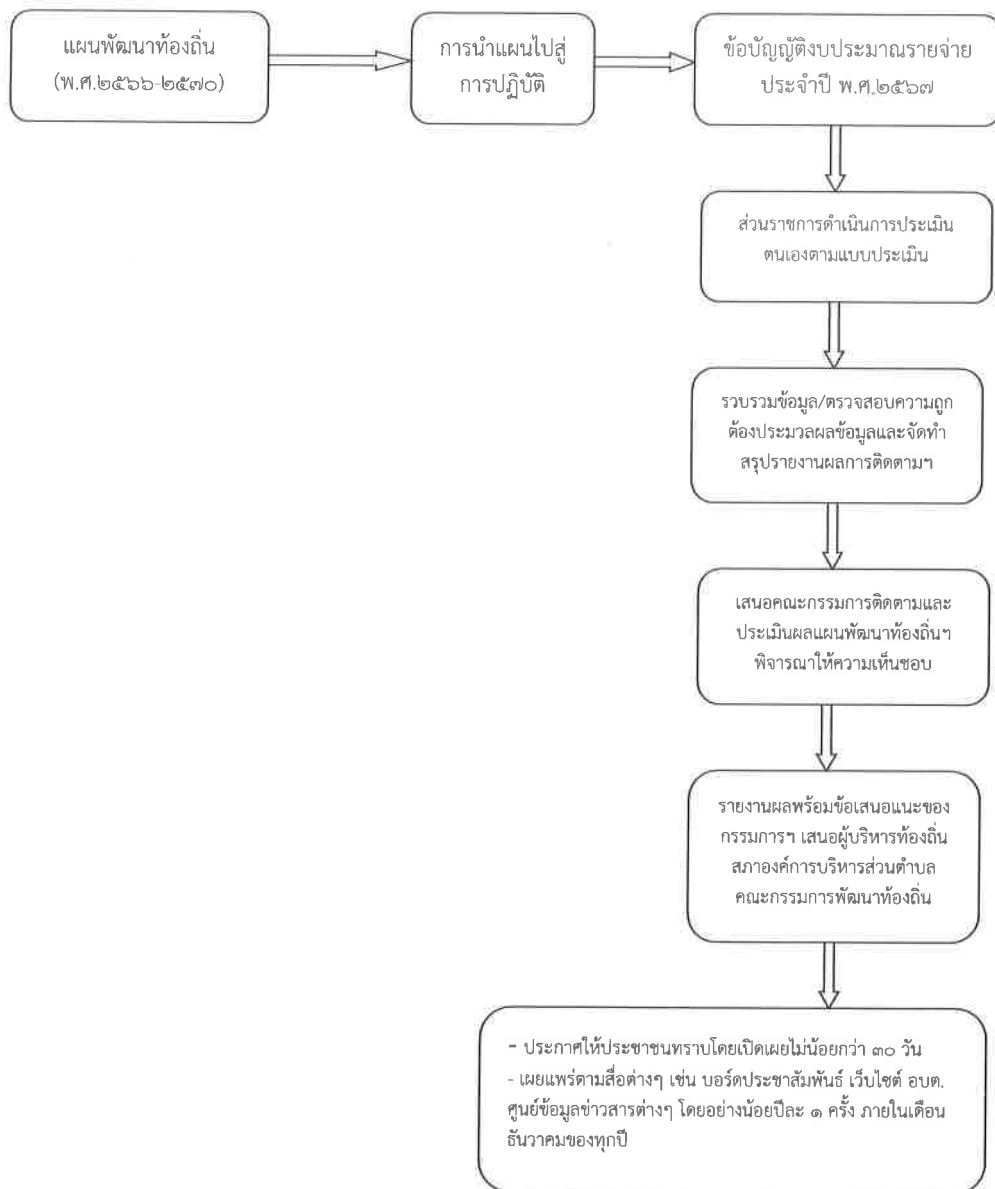 แผนพัฒนาท้องถิ่น
(พ.ศ.๒๕๖๖-๒๕๗๐)
การนำแผนไปสู่
การปฏิบัติ
ข้อบัญญัติงบประมาณรายจ่าย
ประจำปี พ.ศ.๒๕๖๗
ส่วนราชการดำเนินการประเมิน
ตนเองตามแบบประเมิน
รวบรวมข้อมูล/ตรวจสอบความถูก
ต้องประมวลผลข้อมูลและจัดทำ
สรุปรายงานผลการติดตามฯ
เสนอคณะกรรมการติดตามและ
ประเมินผลแผนพัฒนาท้องถิ่นฯ
พิจารณาให้ความเห็นชอบ
รายงานผลพร้อมข้อเสนอแนะของ
กรรมการฯ เสนอผู้บริหารท้องถิ่น
สภาองค์การบริหารส่วนตำบล
คณะกรรมการพัฒนาท้องถิ่น
- ประกาศให้ประชาชนทราบโดยเปิดเผยไม่น้อยกว่า ๓๐ วัน
- เผยแพร่ตามสื่อต่างๆ เช่น บอร์ดประชาสัมพันธ์ เว็บไซต์ อบต.
ศูนย์ข้อมูลข่าวสารต่างๆ โดยอย่างน้อยปีละ ๑ ครั้ง ภายในเดือน
ธันวาคมของทุกปี